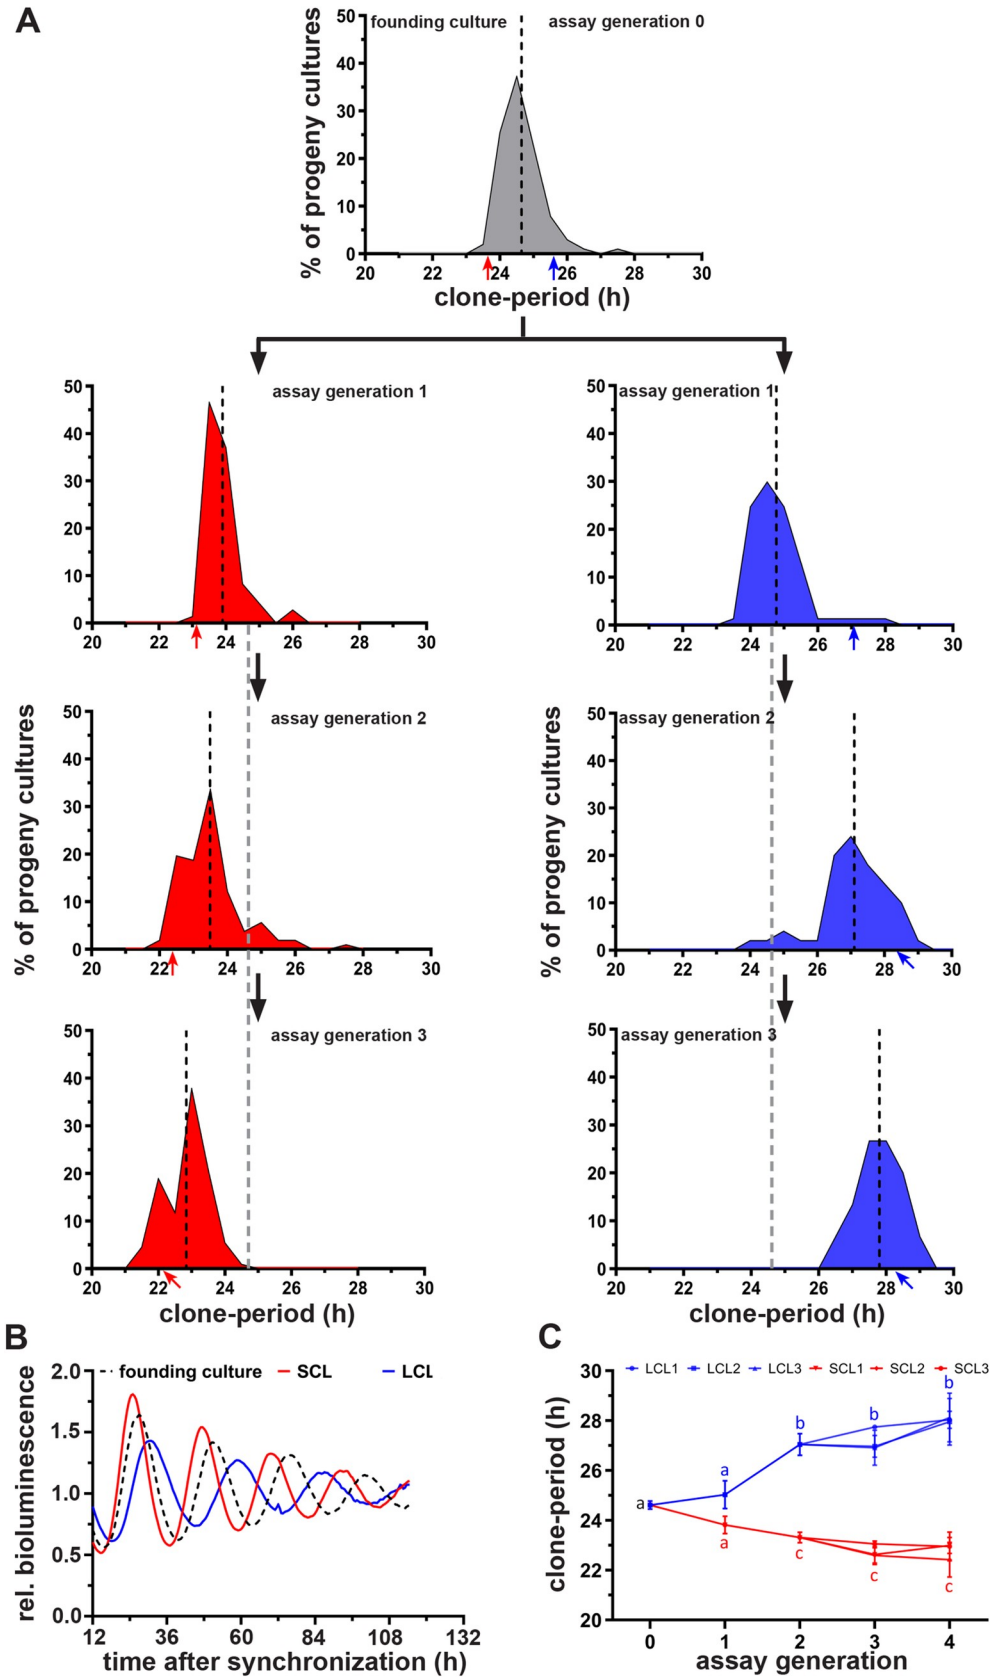 A
founding culture
assay generation 0
% of progeny cultures
50
40
30
20
10
0
20 22 24 26 28 30
clone-period (h)
assay generation 1
50
40
30
20
10
0
20 22 24 26 28 30
assay generation 1
50
40
30
20
10
0
20 22 24 26 28 30
assay generation 2
% of progeny cultures
50
40
30
20
10
0
20 22 24 26 28 30
assay generation 2
% of progeny cultures
50
40
30
20
10
0
20 22 24 26 28 30
assay generation 3
50
40
30
20
10
0
20 22 24 26 28 30
clone-period (h)
assay generation 3
50
40
30
20
10
0
20 22 24 26 28 30
clone-period (h)
B
founding culture SCL LCL
rel. bioluminescence
2.0
1.5
1.0
0.5
0.0
12 36 60 84 108 132
time after synchronization (h)
C
LCL1 LCL2 LCL3 SCL1 SCL2 SCL3
clone-period (h)
30
28
26
24
22
20
a
a
b
b
b
a
c
c
c
0 1 2 3 4
assay generation